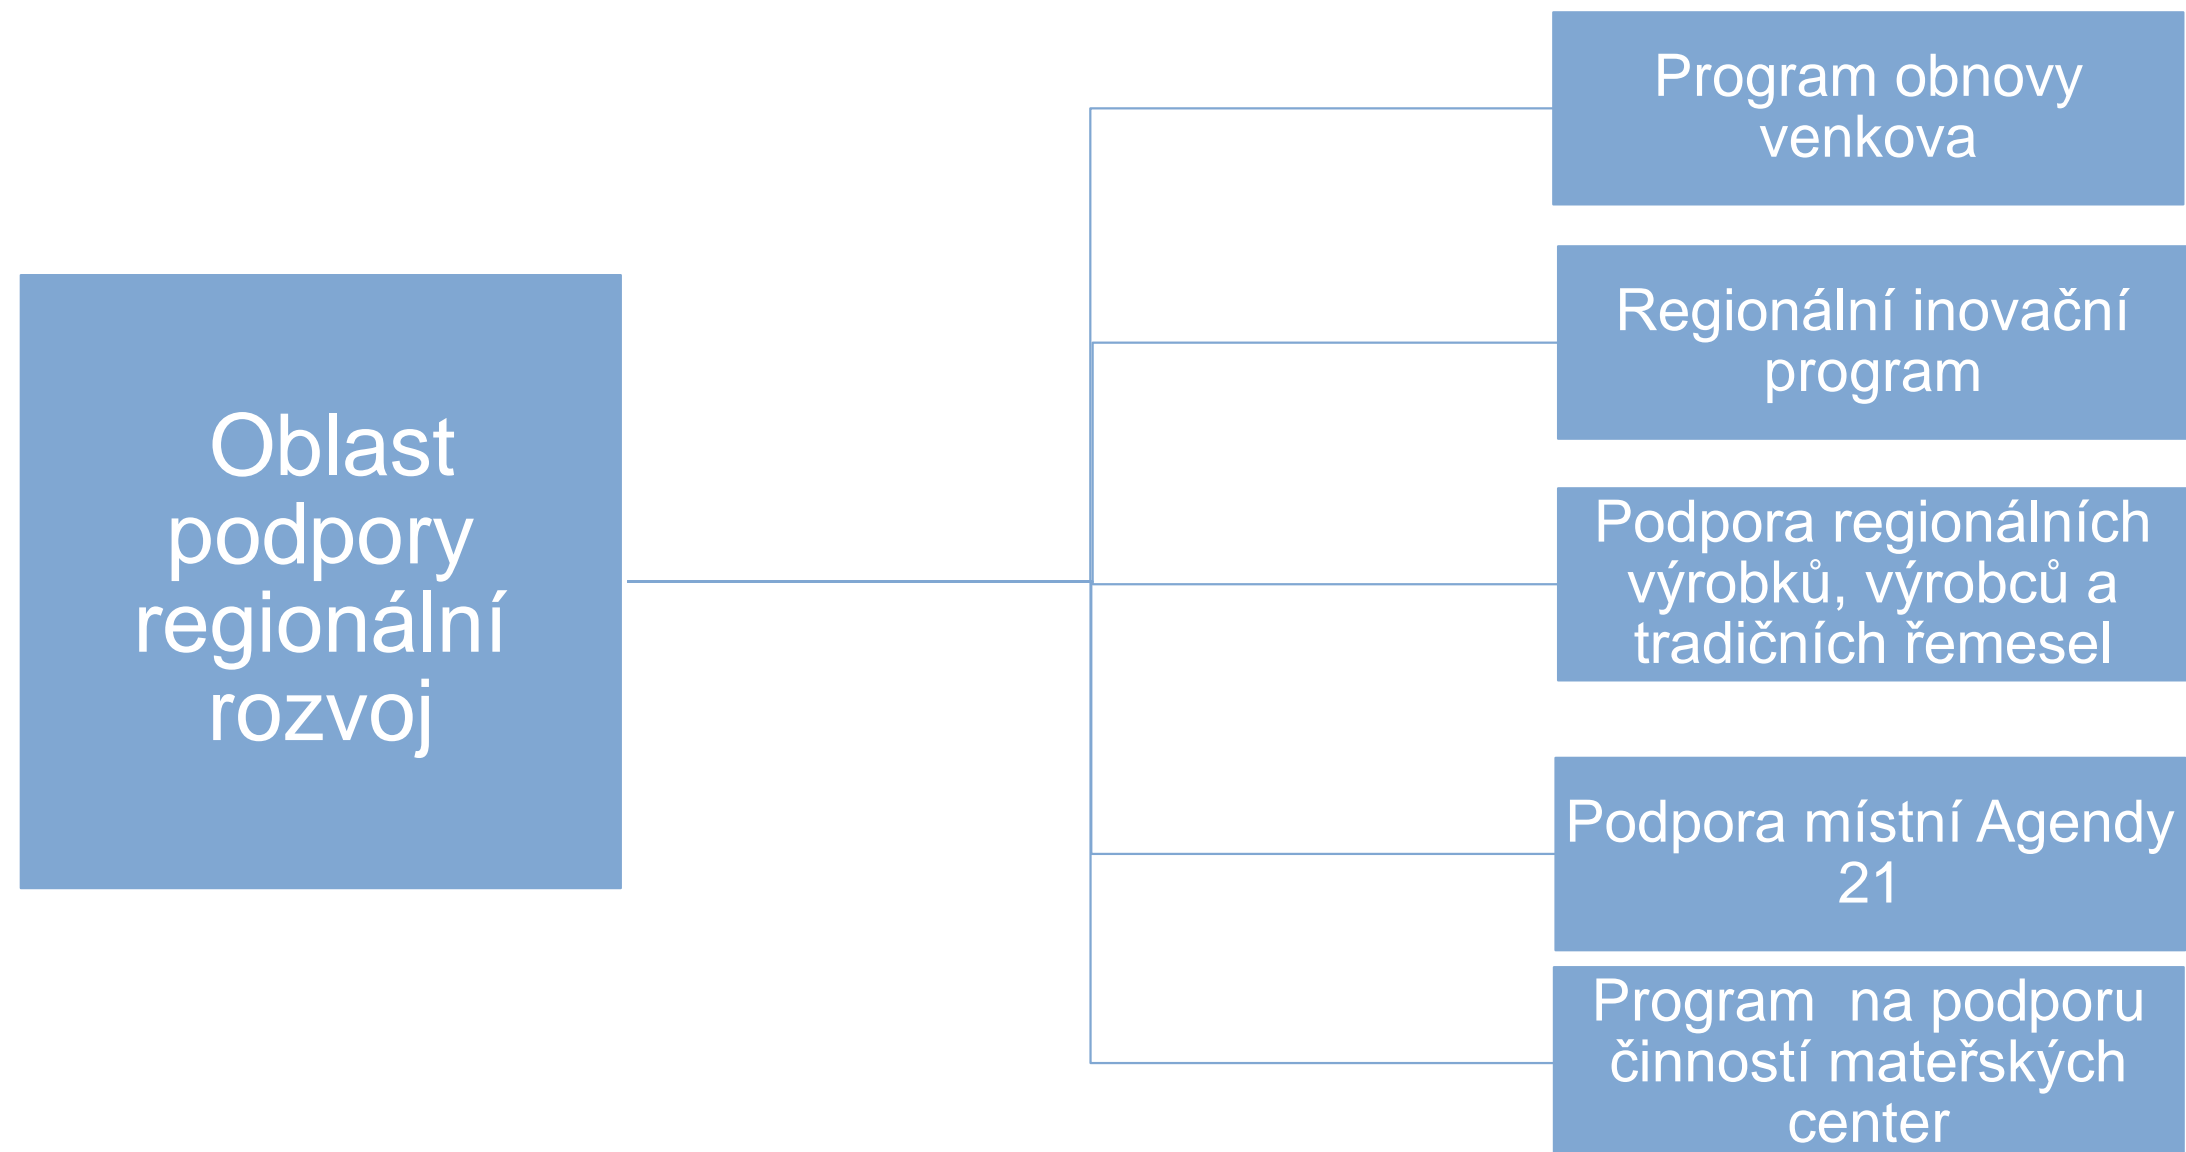 Oblast
podpory
regionální
rozvoj
Program obnovy
venkova
Regionální inovační
program
Podpora regionálních
výrobků, výrobců a
tradičních řemesel
Podpora místní Agendy
21
Program  na podporu
činností mateřských
center